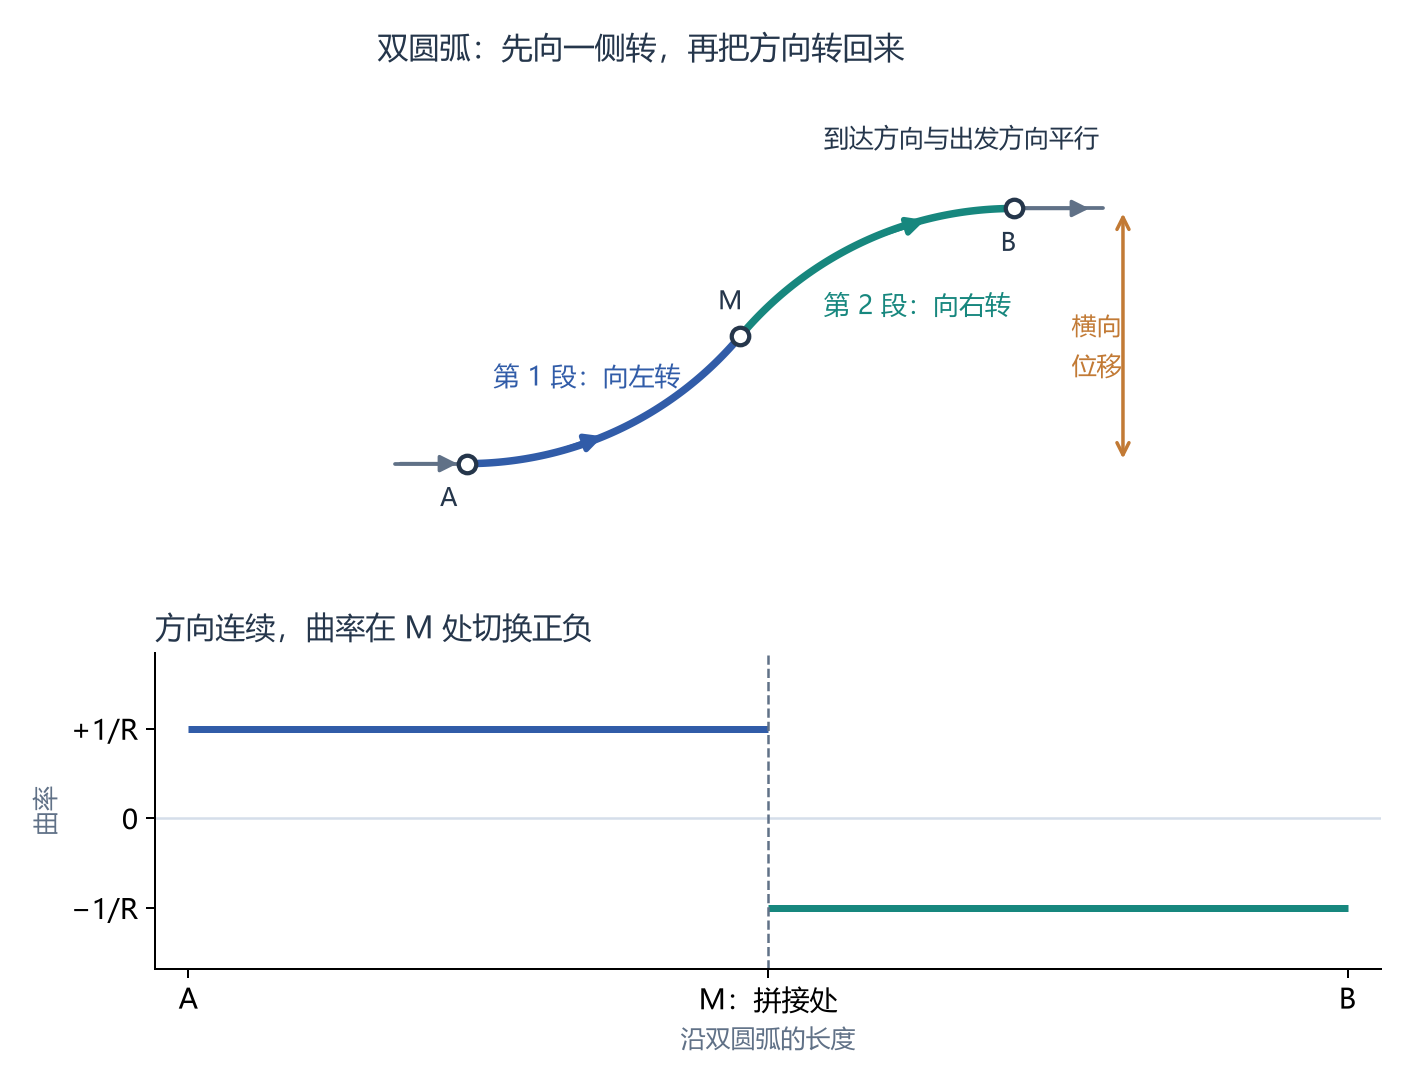 双圆弧：先向一侧转，再把方向转回来
到达方向与出发方向平行
B
M
第 2 段：向右转
横向
位移
第 1 段：向左转
A
方向连续，曲率在 M 处切换正负
+1/R
0
−1/R
曲率
A
M：拼接处
B
沿双圆弧的长度